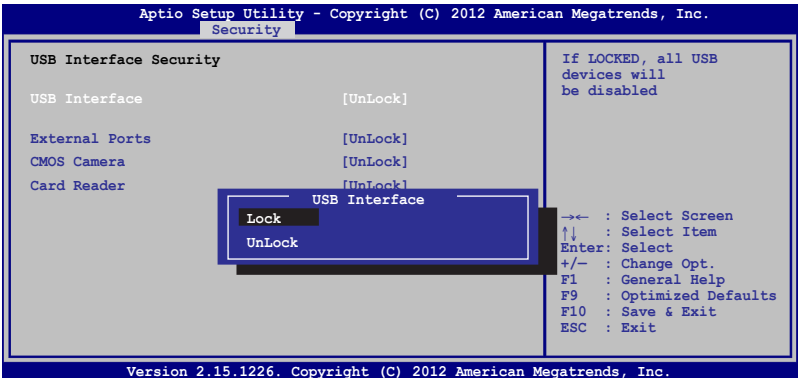 Aptio Setup Utility - Copyright (C) 2012 American Megatrends, Inc.
Security
USB Interface Security
USB Interface [UnLock]
External Ports [UnLock]
CMOS Camera [UnLock]
Card Reader [UnLock]
USB Interface
Lock
UnLock
If LOCKED, all USB
devices will
be disabled
→← : Select Screen
↑↓ : Select Item
Enter: Select
+/— : Change Opt.
F1 : General Help
F9 : Optimized Defaults
F10 : Save & Exit
ESC : Exit
Version 2.15.1226. Copyright (C) 2012 American Megatrends, Inc.